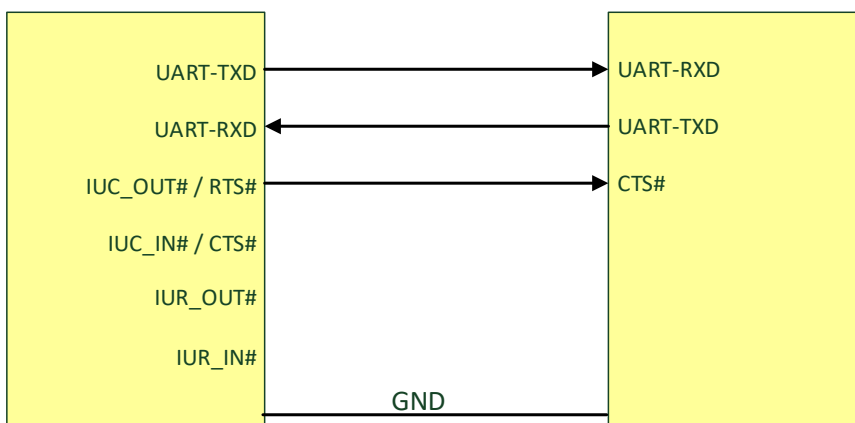 UART-TXD
UART-RXD
UART-RXD
UART-TXD
IUC_OUT# / RTS#
CTS#
IUC_IN# / CTS#
IUR_OUT#
IUR_IN#
GND